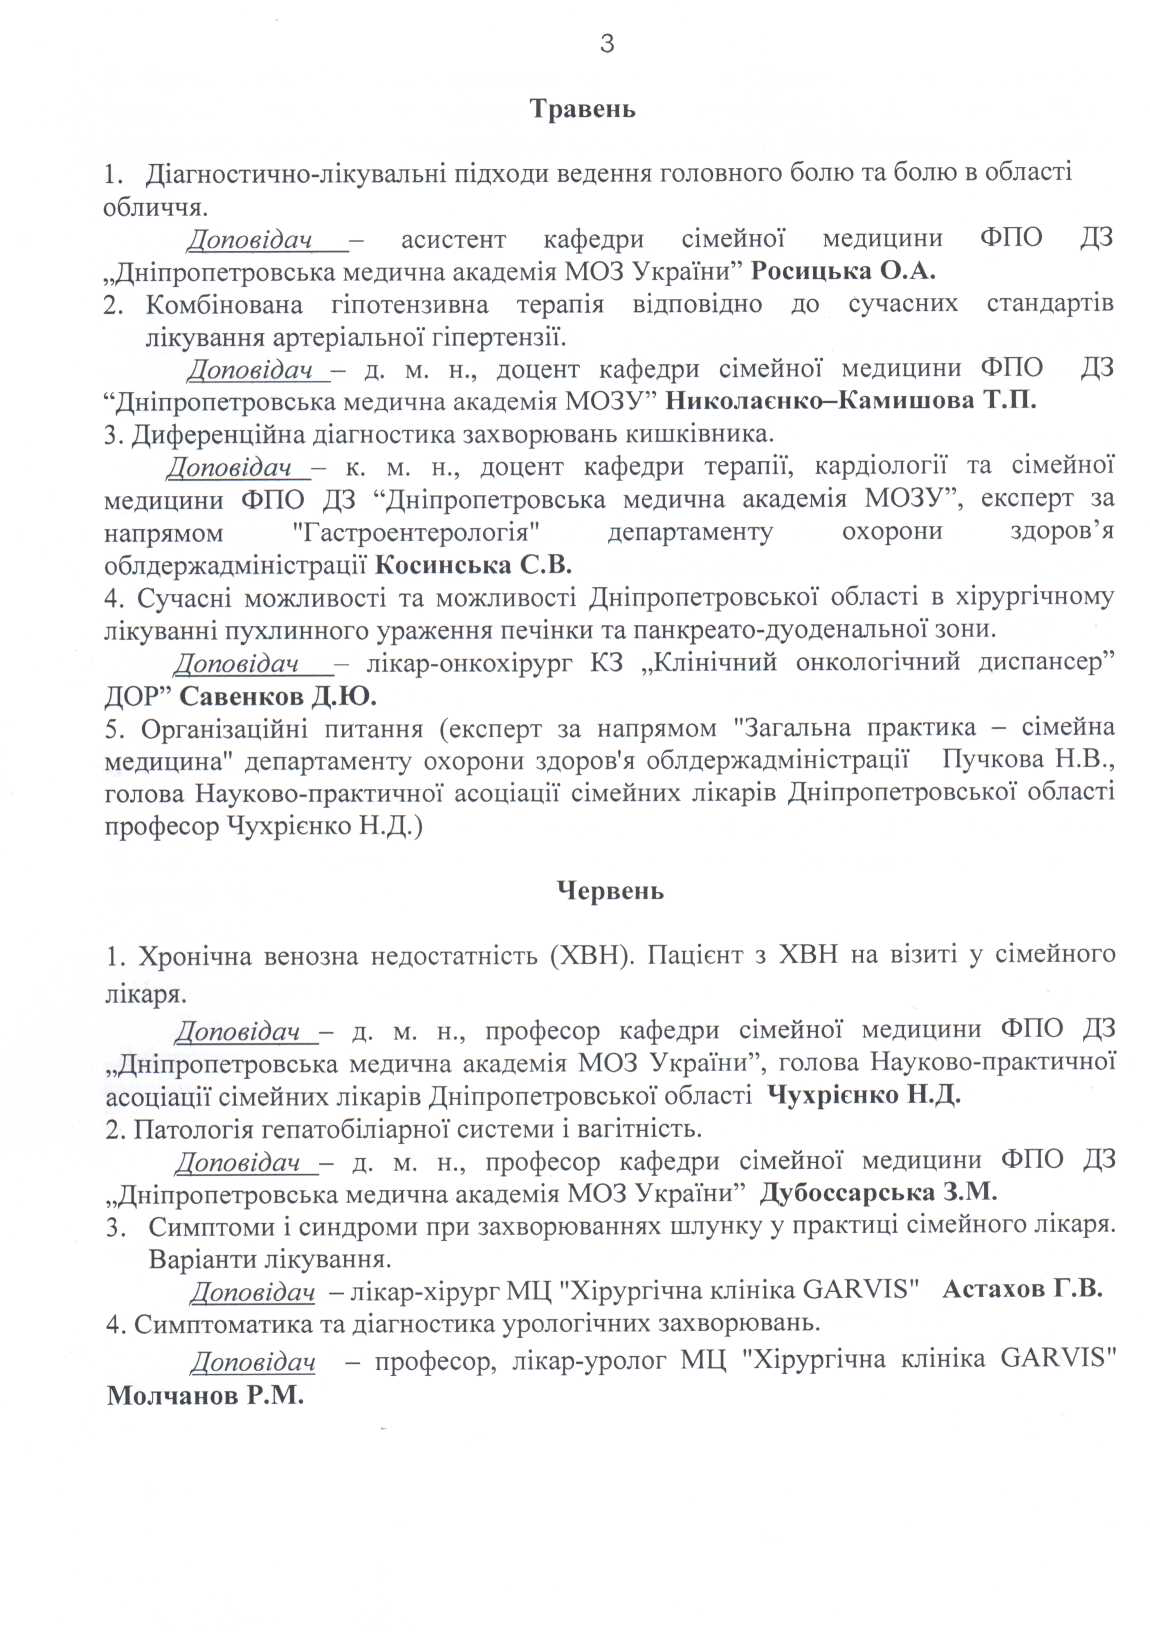 3
Травень
1. Діагностично-лікувальні підходи ведення головного болю та болю в області
обличчя.
Доповідач – асистент кафедри сімейної медицини ФПО ДЗ
„Дніпропетровська медична академія МОЗ України” Росицька О.А.
2. Комбінована гіпотензивна терапія відповідно до сучасних стандартів
лікування артеріальної гіпертензії.
Доповідач – д. м. н., доцент кафедри сімейної медицини ФПО ДЗ
“Дніпропетровська медична академія МОЗУ” Николаєнко–Камишова Т.П.
3. Диференційна діагностика захворювань кишківника.
Доповідач – к. м. н., доцент кафедри терапії, кардіології та сімейної
медицини ФПО ДЗ “Дніпропетровська медична академія МОЗУ”, експерт за
напрямом "Гастроентерологія" департаменту охорони здоров’я
облдержадміністрації Косинська С.В.
4. Сучасні можливості та можливості Дніпропетровської області в хірургічному
лікуванні пухлинного ураження печінки та панкреато-дуоденальної зони.
Доповідач – лікар-онкохірург КЗ „Клінічний онкологічний диспансер”
ДОР” Савенков Д.Ю.
5. Організаційні питання (експерт за напрямом "Загальна практика – сімейна
медицина" департаменту охорони здоров'я облдержадміністрації Пучкова Н.В.,
голова Науково-практичної асоціації сімейних лікарів Дніпропетровської області
професор Чухрієнко Н.Д.)
Червень
1. Хронічна венозна недостатність (ХВН). Пацієнт з ХВН на візиті у сімейного
лікаря.
Доповідач – д. м. н., професор кафедри сімейної медицини ФПО ДЗ
„Дніпропетровська медична академія МОЗ України”, голова Науково-практичної
асоціації сімейних лікарів Дніпропетровської області Чухрієнко Н.Д.
2. Патологія гепатобіліарної системи і вагітність.
Доповідач – д. м. н., професор кафедри сімейної медицини ФПО ДЗ
„Дніпропетровська медична академія МОЗ України” Дубоссарська З.М.
3. Симптоми і синдроми при захворюваннях шлунку у практиці сімейного лікаря.
Варіанти лікування.
Доповідач – лікар-хірург МЦ "Хірургічна клініка GARVIS" Астахов Г.В.
4. Симптоматика та діагностика урологічних захворювань.
Доповідач – професор, лікар-уролог МЦ "Хірургічна клініка GARVIS"
Молчанов Р.М.